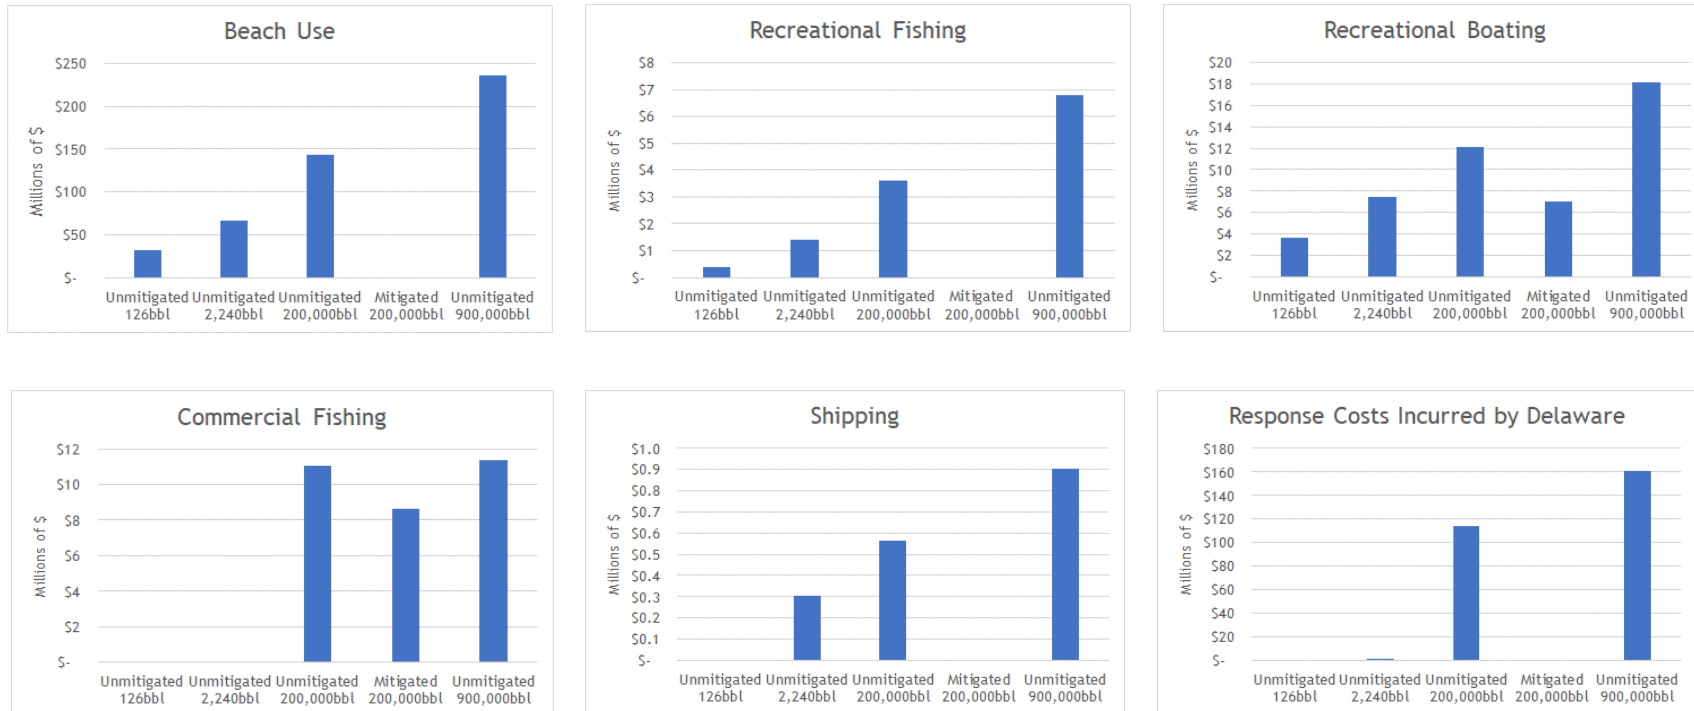 Beach Use
Millions of $
$250
$200
$150
$100
$50
$-
Unmitigated Unmitigated Unmitigated Mitigated Unmitigated
126bbl 2,240bbl 200,000bbl 200,000bbl 900,000bbl
Recreational Fishing
Millions of $
$8
$7
$6
$5
$4
$3
$2
$1
$-
Unmitigated Unmitigated Unmitigated Mitigated Unmitigated
126bbl 2,240bbl 200,000bbl 200,000bbl 900,000bbl
Recreational Boating
Millions of $
$20
$18
$16
$14
$12
$10
$8
$6
$4
$2
$-
Unmitigated Unmitigated Unmitigated Mitigated Unmitigated
126bbl 2,240bbl 200,000bbl 200,000bbl 900,000bbl
Commercial Fishing
Millions of $
$12
$10
$8
$6
$4
$2
$-
Unmitigated Unmitigated Unmitigated Mitigated Unmitigated
126bbl 2,240bbl 200,000bbl 200,000bbl 900,000bbl
Shipping
Millions of $
$1.0
$0.9
$0.8
$0.7
$0.6
$0.5
$0.4
$0.3
$0.2
$0.1
$-
Unmitigated Unmitigated Unmitigated Mitigated Unmitigated
126bbl 2,240bbl 200,000bbl 200,000bbl 900,000bbl
Response Costs Incurred by Delaware
Millions of $
$180
$160
$140
$120
$100
$80
$60
$40
$20
$-
Unmitigated Unmitigated Unmitigated Mitigated Unmitigated
126bbl 2,240bbl 200,000bbl 200,000bbl 900,000bbl